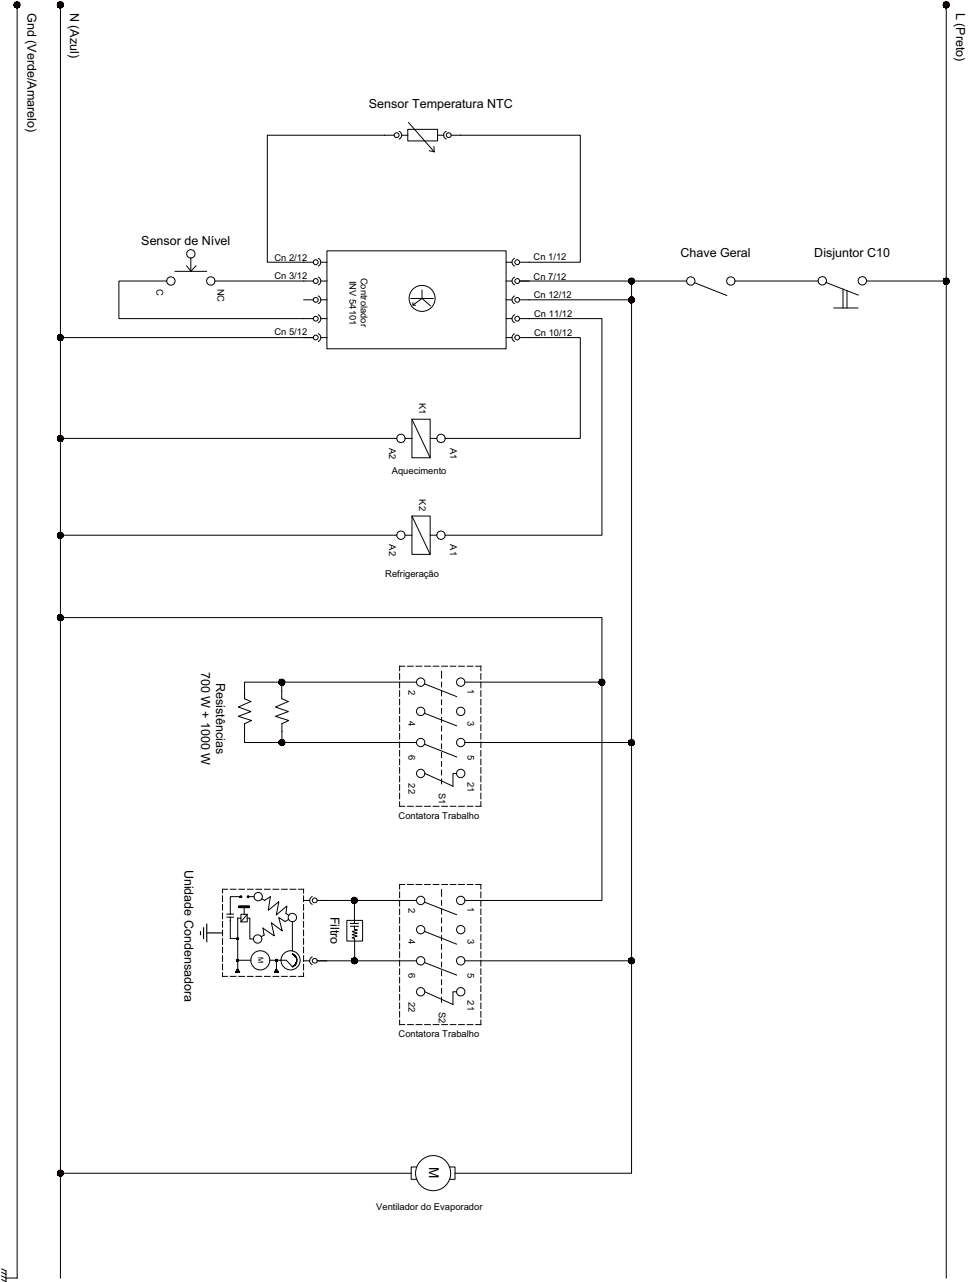 L (Preto)
N (Azul)
Gnd (Verde/Amarelo)
Sensor Temperatura NTC
Sensor de Nível
C
NC
Cn 2/12
Cn 3/12
Cn 5/12
Controlador
INV 54101
Cn 1/12
Cn 7/12
Cn 12/12
Cn 11/12
Cn 10/12
Chave Geral
Disjuntor C10
K1
A2
A1
Aquecimento
K2
A2
A1
Refrigeração
Resistências
700 W + 1000 W
2
1
4
3
6
5
22
21
S1
Contatora Trabalho
Unidade Condensadora
M
Filtro
2
1
4
3
6
5
22
21
S2
Contatora Trabalho
M
Ventilador do Evaporador